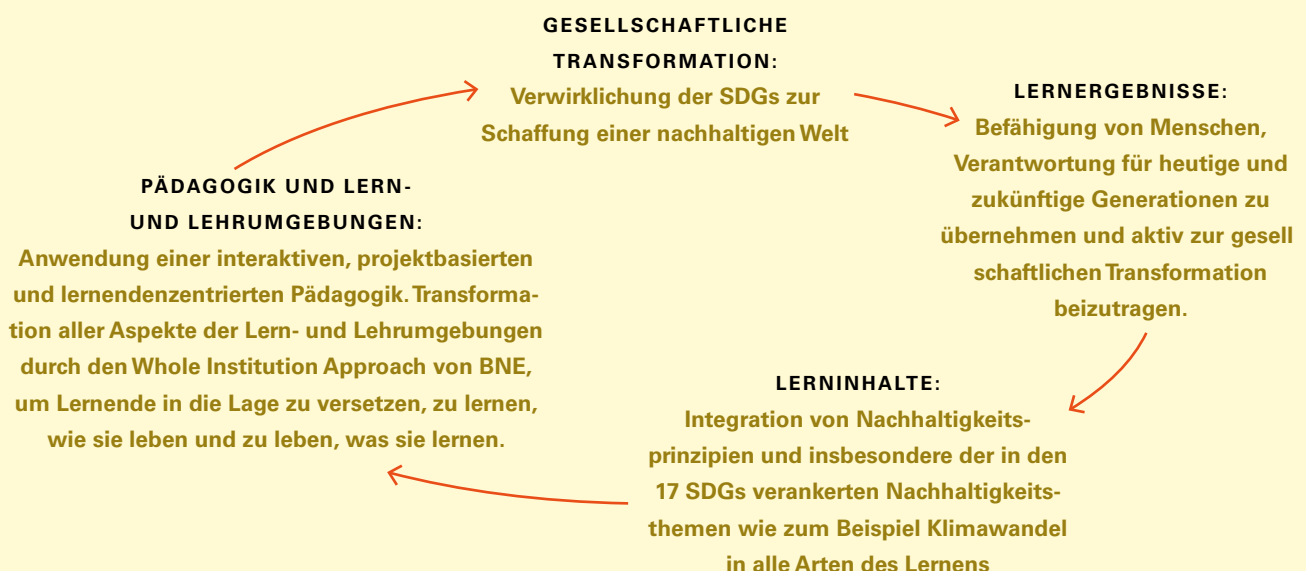 GESELLSCHAFTLICHE
TRANSFORMATION:
Verwirklichung der SDGs zur
Schaffung einer nachhaltigen Welt
LERNERGEBNISSE:
Befähigung von Menschen,
Verantwortung für heutige und
zukünftige Generationen zu
übernehmen und aktiv zur gesell
schaftlichen Transformation
beizutragen.
LERNINHALTE:
Integration von Nachhaltigkeits-
prinzipien und insbesondere der in den
17 SDGs verankerten Nachhaltigkeits-
themen wie zum Beispiel Klimawandel
in alle Arten des Lernens
PÄDAGOGIK UND LERN-
UND LEHRUMGEBUNGEN:
Anwendung einer interaktiven, projektbasierten
und lernendenzentrierten Pädagogik. Transforma-
tion aller Aspekte der Lern- und Lehrumgebungen
durch den Whole Institution Approach von BNE,
um Lernende in die Lage zu versetzen, zu lernen,
wie sie leben und zu leben, was sie lernen.